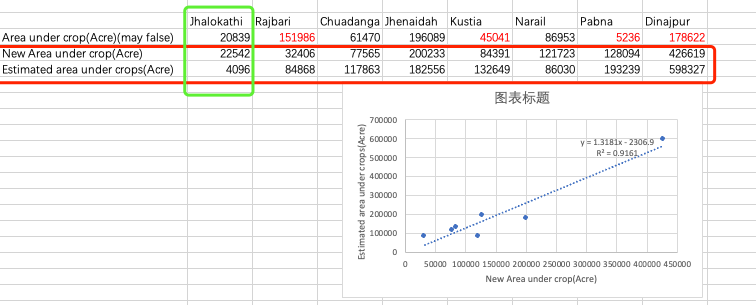 Jhalokathi Rajbari Chuadanga Jhenaidah Kustia Narail Pabna Dinajpur
Area under crop(Acre)(may false) 20839 151986 61470 196089 45041 86953 5236 178622
New Area under crop(Acre) 22542 32406 77565 200233 84391 121723 128094 426619
Estimated area under crops(Acre) 4096 84868 117863 182556 132649 86030 193239 598327
图表标题
Estimated area under crops(Acre)
700000
600000
500000
400000
300000
200000
100000
0
y = 1.3181x - 2306.9
R² = 0.9161
0 50000 100000 150000 200000 250000 300000 350000 400000 450000
New Area under crop(Acre)